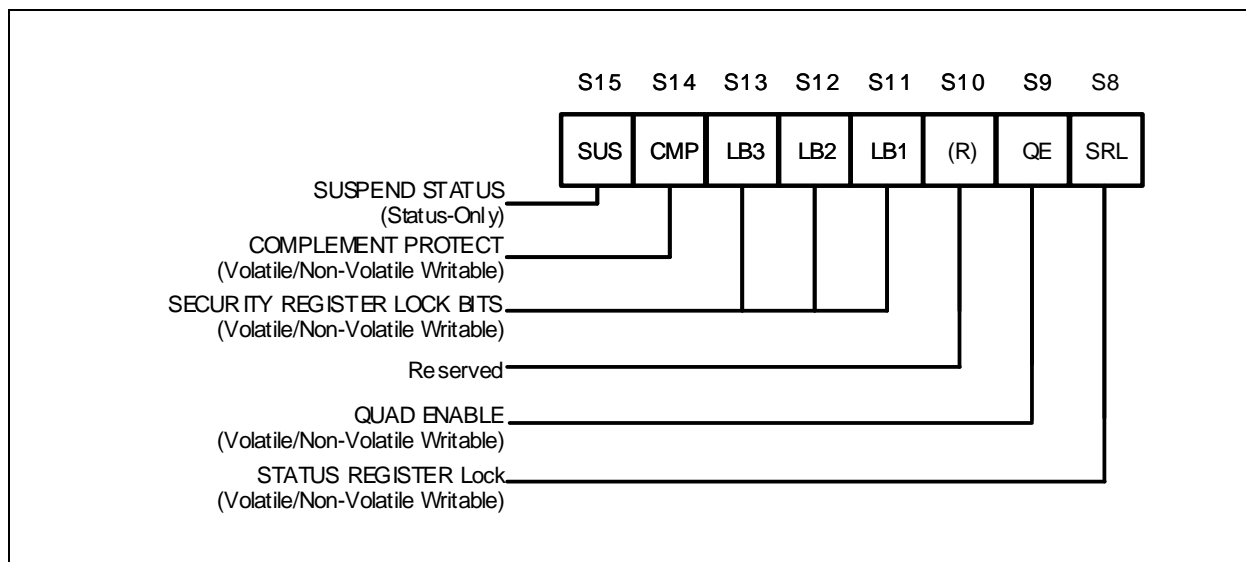 S15 S14 S13 S12 S11 S10 S9 S8
SUS CMP LB3 LB2 LB1 (R) QE SRL
SUSPEND STATUS
(Status-Only)
COMPLEMENT PROTECT
(Volatile/Non-Volatile Writable)
SECURITY REGISTER LOCK BITS
(Volatile/Non-Volatile Writable)
Reserved
QUAD ENABLE
(Volatile/Non-Volatile Writable)
STATUS REGISTER Lock
(Volatile/Non-Volatile Writable)